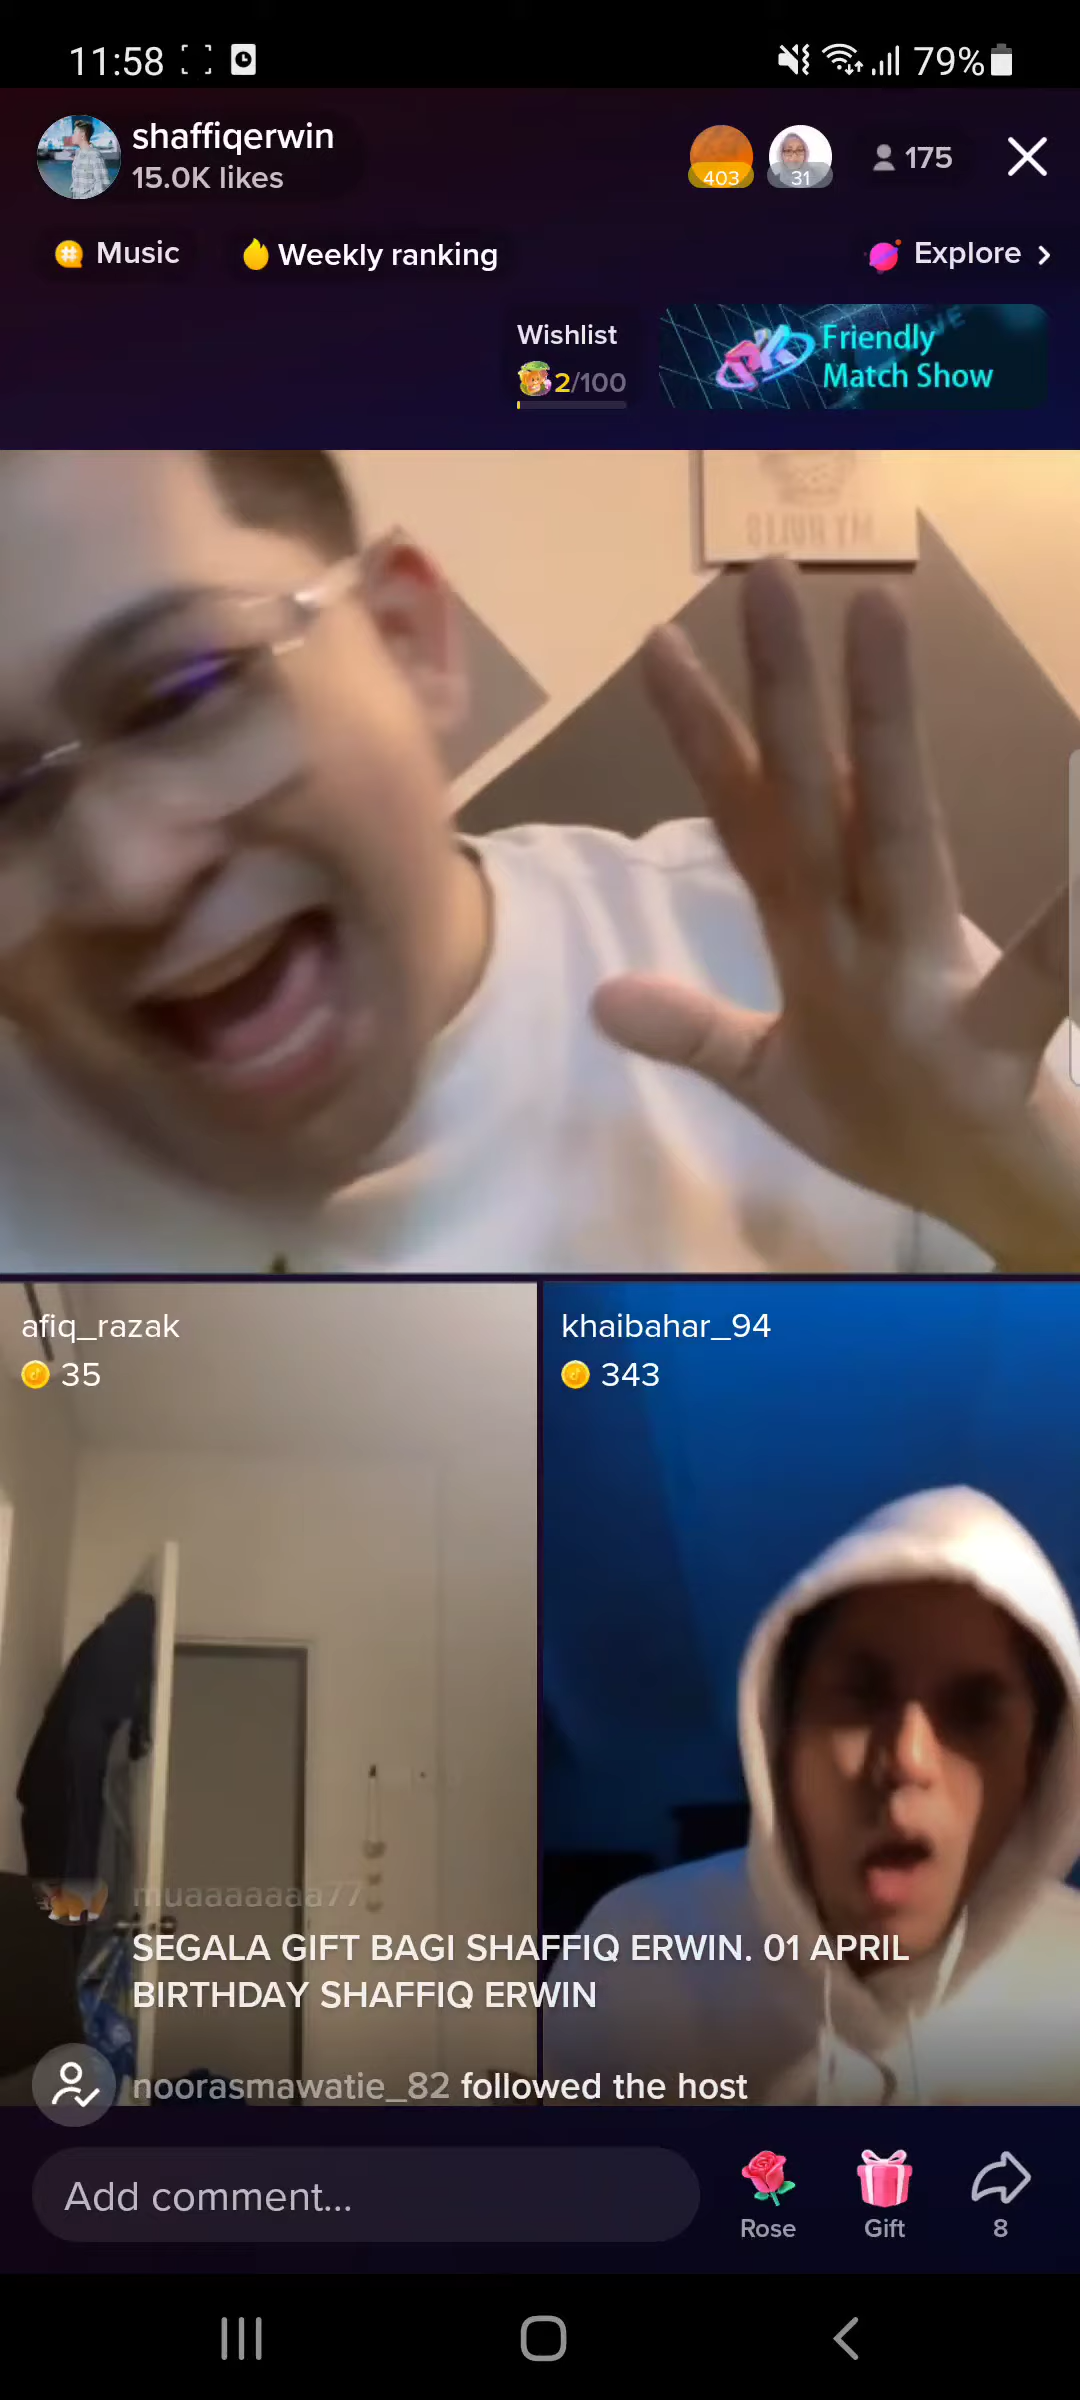 11:58
79%
shaffiqerwin
15.0K likes
403
31
175
Music
Weekly ranking
Explore
Wishlist
2/100
Friendly
Match Show
afiq_razak
35
khaibahar_94
343
muaaaaaaa77
SEGALA GIFT BAGI SHAFFIQ ERWIN. 01 APRIL
BIRTHDAY SHAFFIQ ERWIN
noorasmawatie_82 followed the host
Add comment...
Rose
Gift
8